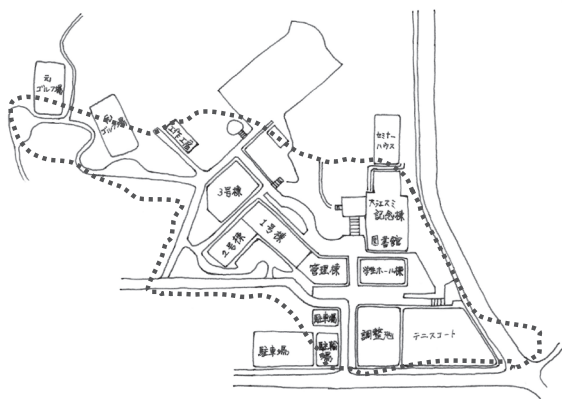 元
ゴルフ場
元
ゴルフ場
セミナー
ハウス
3号棟
大江スミ
記念棟
図書館
1号棟
2号棟
管理棟
学生ホール棟
駐車場
調整池
テニスコート
駐車場
駐輪
場